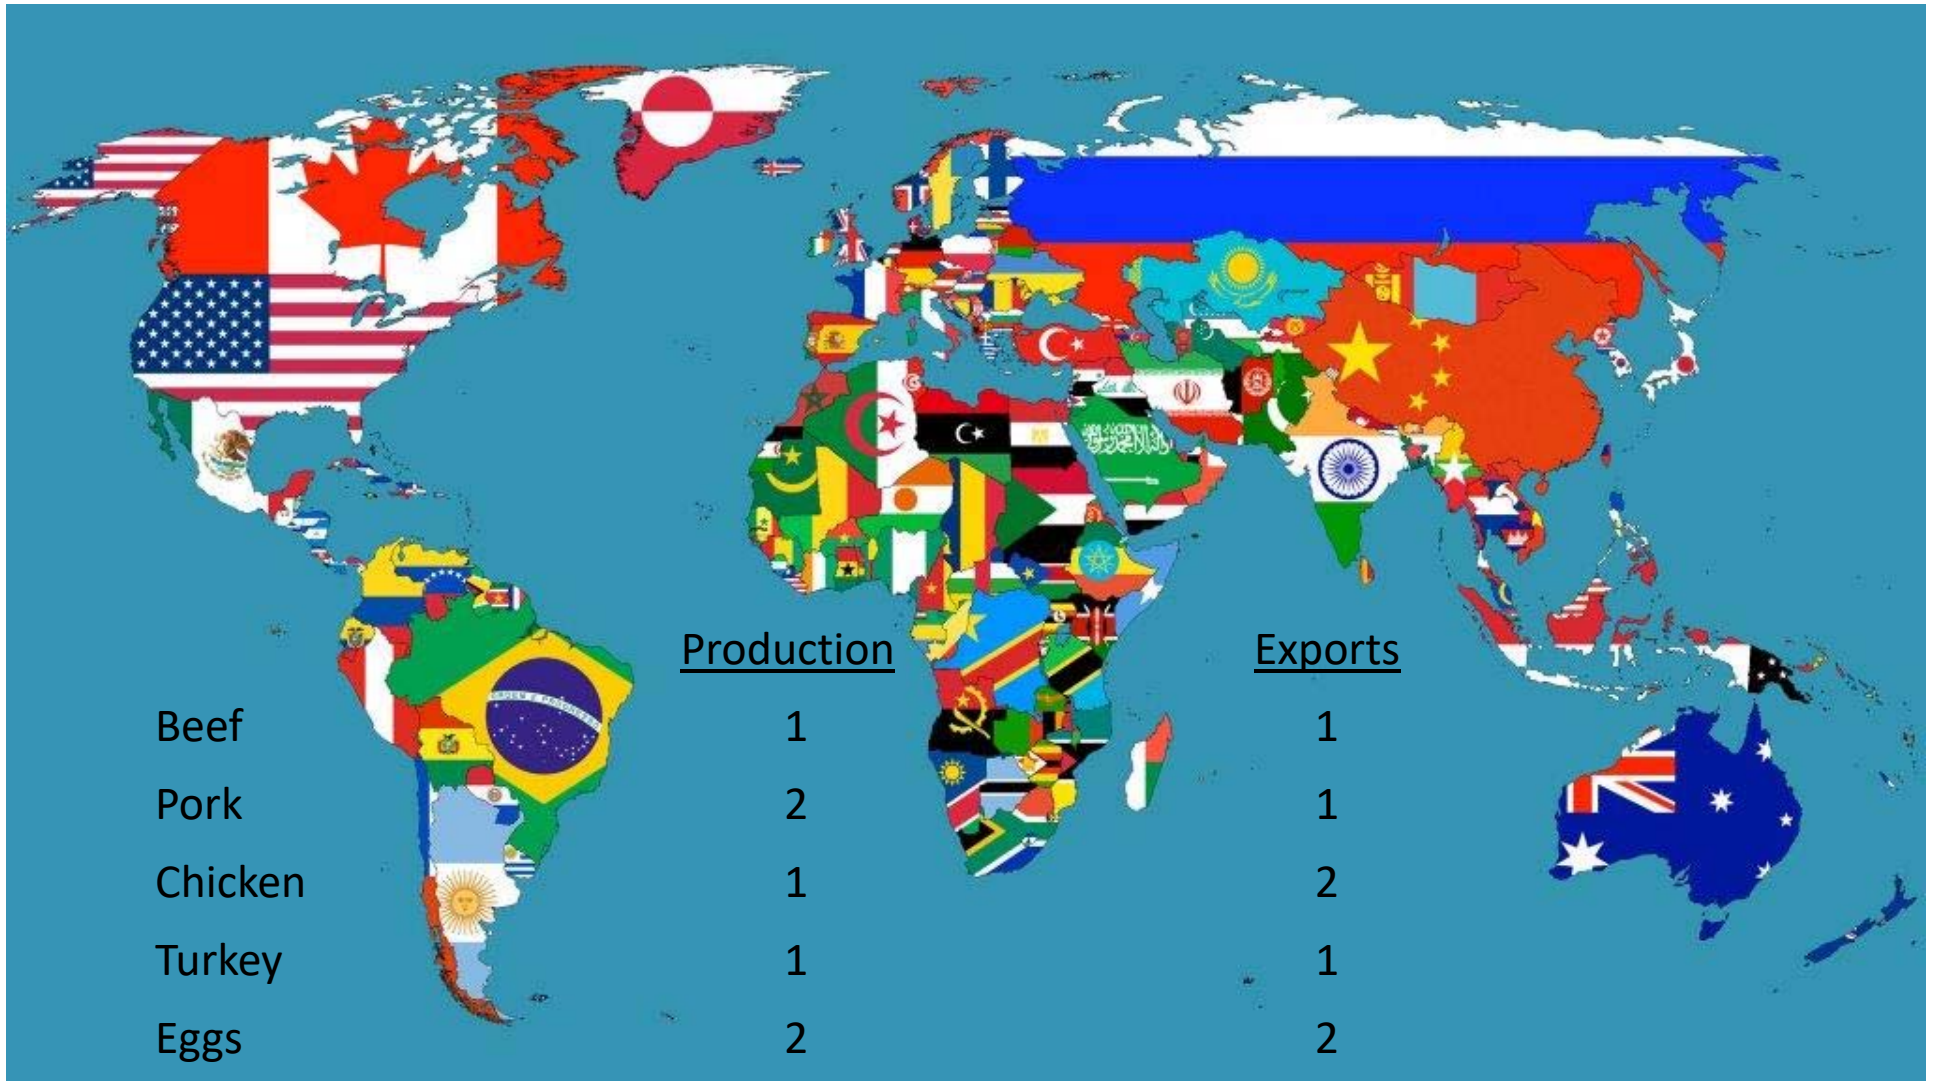 Production Exports
Beef 1 1
Pork 2 1
Chicken 1 2
Turkey 1 1
Eggs 2 2